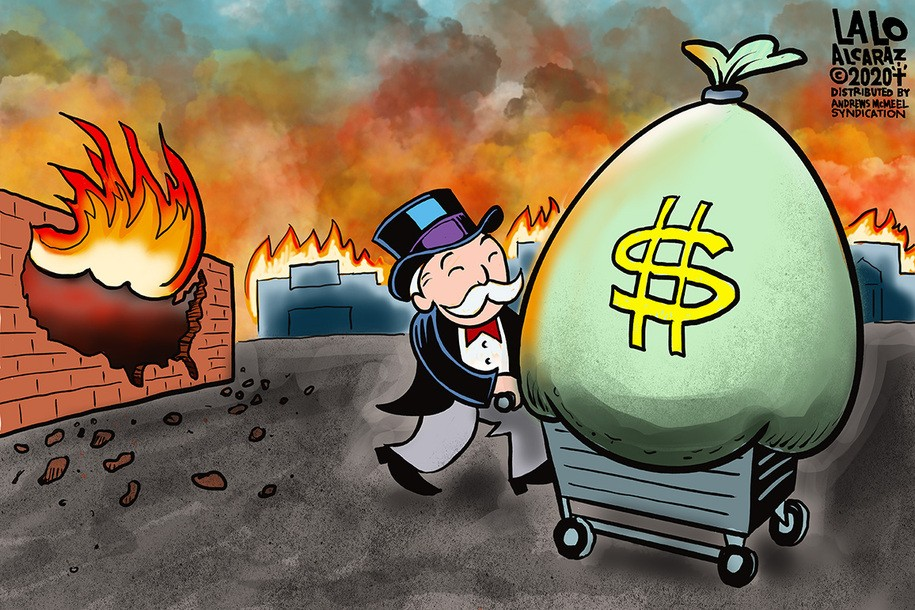 LALO
ALCARAZ
©2020
DISTRIBUTED BY
ANDREWS McMEEL
SYNDICATION
$